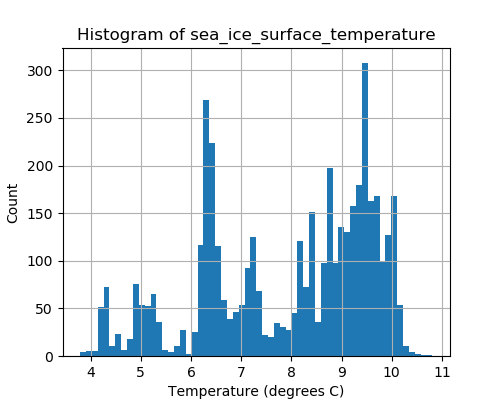 Histogram of sea_ice_surface_temperature
300
250
200
150
100
50
0
Count
4 5 6 7 8 9 10 11
Temperature (degrees C)